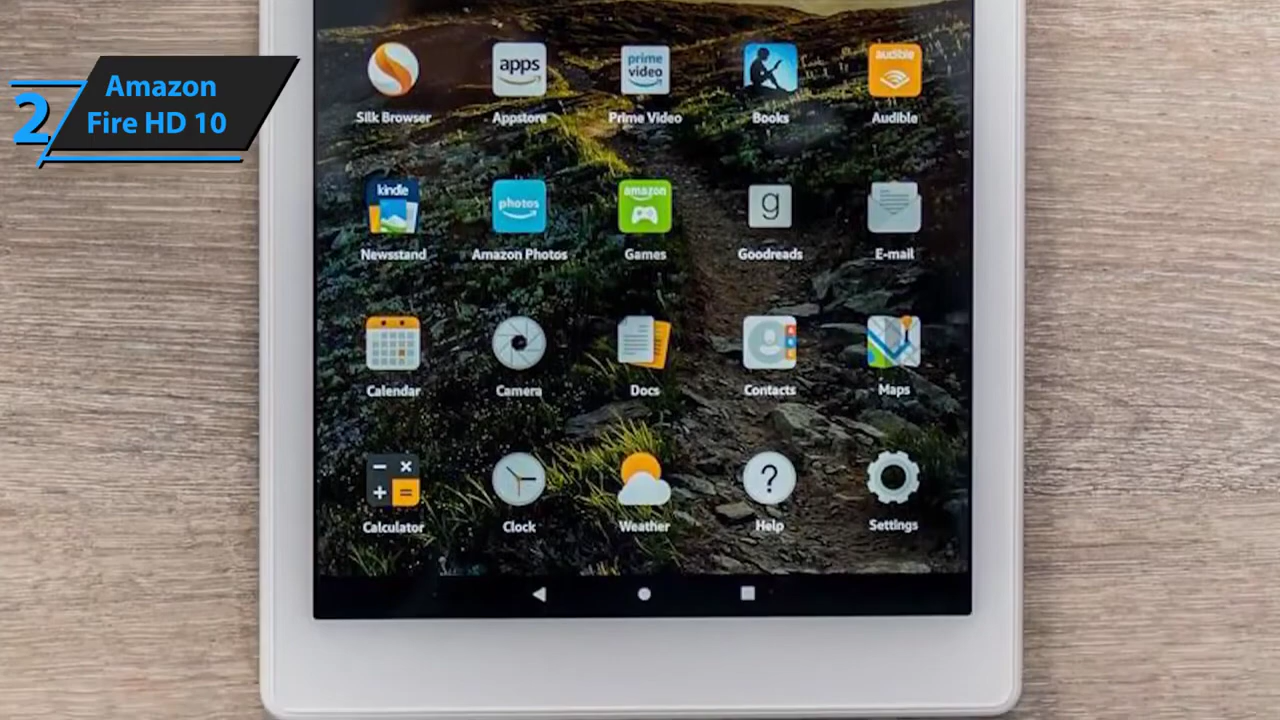 2
Amazon
Fire HD 10
apps
prime
video
audible
Silk Browser
Appstore
Prime Video
Books
Audible
kindle
photos
amazon
g
Newsstand
Amazon Photos
Games
Goodreads
E-mail
Calendar
Camera
Docs
Contacts
Maps
− ×
+ =
?
Calculator
Clock
Weather
Help
Settings